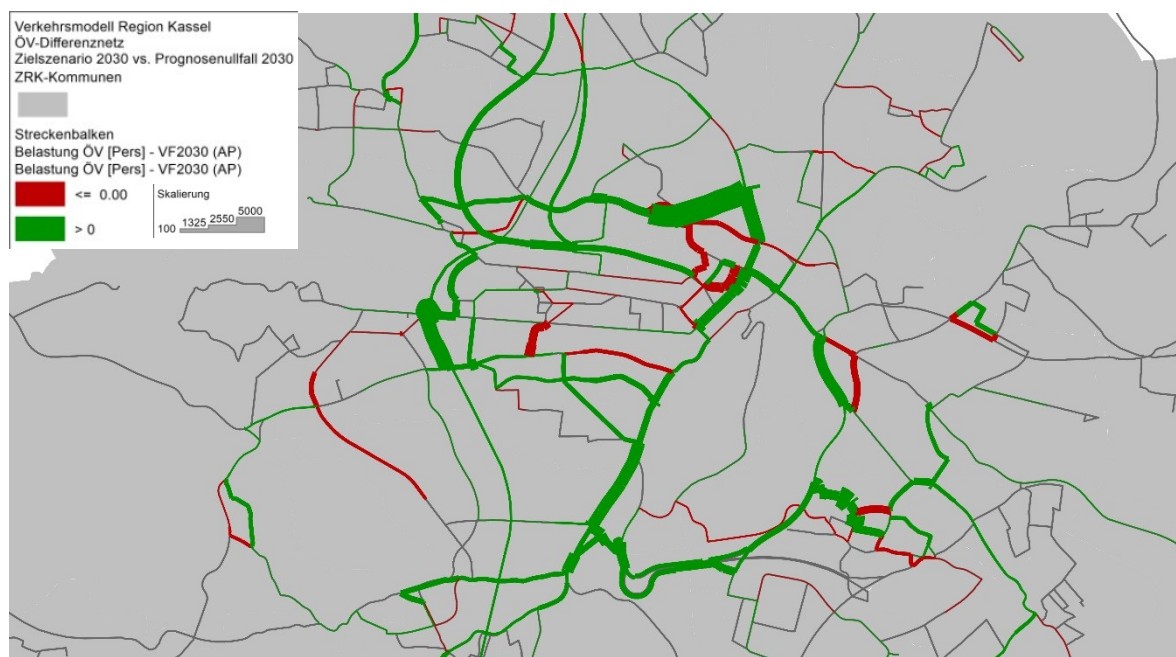 Verkehrsmodell Region Kassel
ÖV-Differenznetz
Zielszenario 2030 vs. Prognosenullfall 2030
ZRK-Kommunen
Streckenbalken
Belastung ÖV [Pers] - VF2030 (AP)
Belastung ÖV [Pers] - VF2030 (AP)
<= 0.00
> 0
Skalierung
100 1325 2550 5000